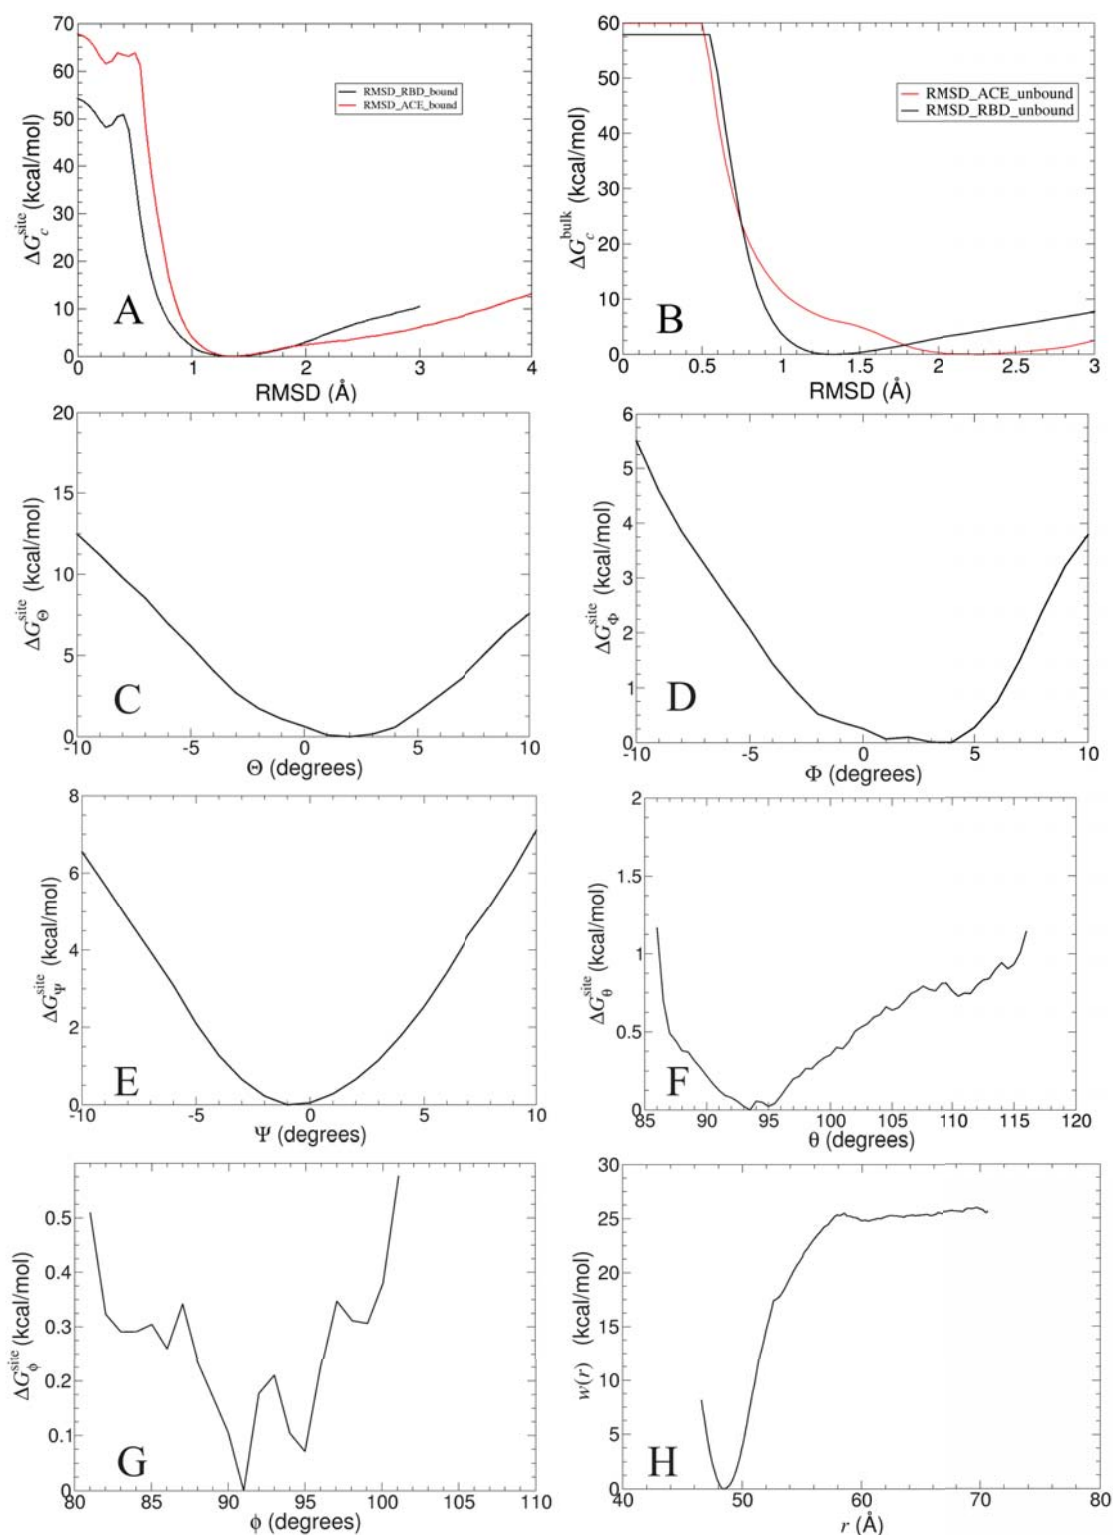 70
60
50
40
30
20
10
0
ΔG_c^site (kcal/mol)
RMSD_RBD_bound
RMSD_ACE_bound
A
0 1 2 3 4
RMSD (Å)
60
50
40
30
20
10
0
ΔG_c^bulk (kcal/mol)
RMSD_ACE_unbound
RMSD_RBD_unbound
B
0 0.5 1 1.5 2 2.5 3
RMSD (Å)
20
15
10
5
0
ΔG_Θ^site (kcal/mol)
C
-10 -5 0 5 10
Θ (degrees)
6
5
4
3
2
1
0
ΔG_Φ^site (kcal/mol)
D
-10 -5 0 5 10
Φ (degrees)
8
6
4
2
0
ΔG_Ψ^site (kcal/mol)
E
-10 -5 0 5 10
Ψ (degrees)
2
1.5
1
0.5
0
ΔG_θ^site (kcal/mol)
F
85 90 95 100 105 110 115 120
θ (degrees)
0.5
0.4
0.3
0.2
0.1
0
ΔG_ϕ^site (kcal/mol)
G
80 85 90 95 100 105 110
ϕ (degrees)
30
25
20
15
10
5
0
w(r) (kcal/mol)
H
40 50 60 70 80
r (Å)